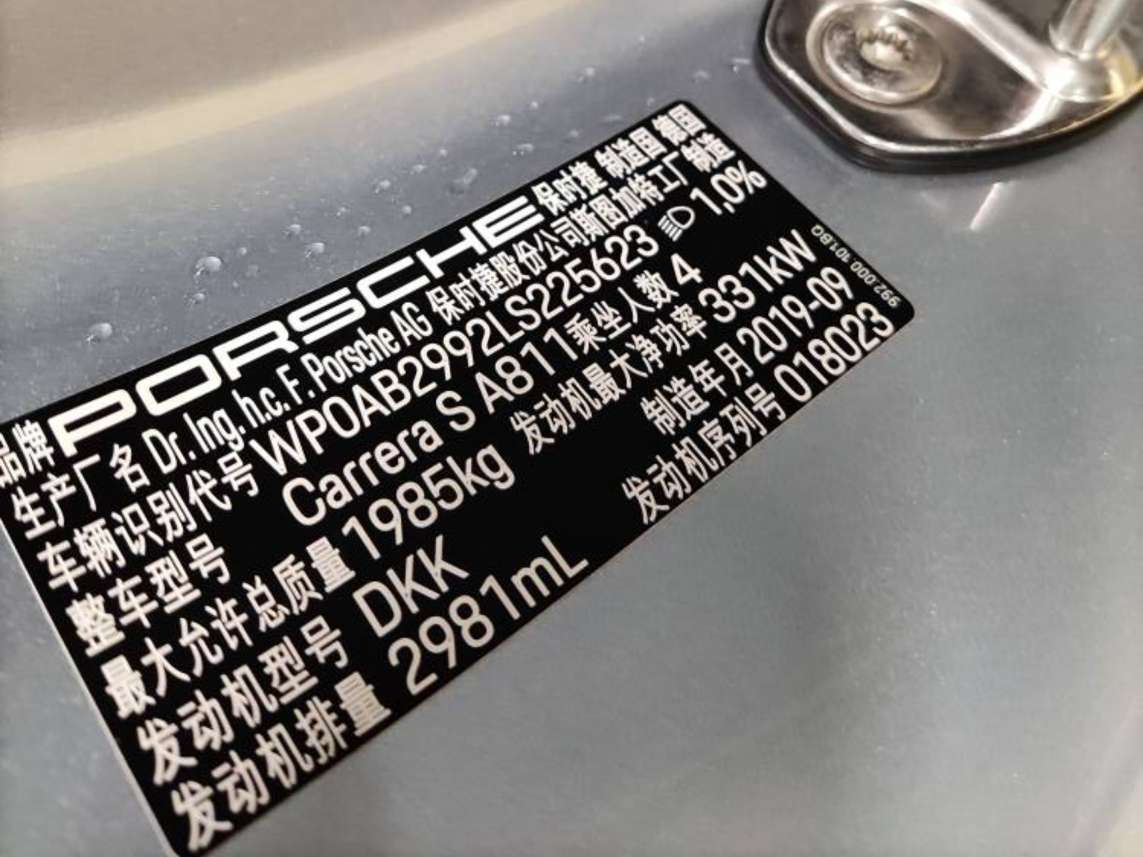 品牌 PORSCHE 保时捷 制造国 德国
生产厂名 Dr. Ing. h.c. F. Porsche AG 保时捷股份公司斯图加特工厂制造
车辆识别代号 WP0AB2992LS225623 1,0%
整车型号 Carrera S A811 乘坐人数 4
最大允许总质量 1985kg 发动机最大净功率 331kW
发动机型号 DKK 制造年月 2019-09
发动机排量 2981mL 发动机序列号 018023
992.000.101.BQ